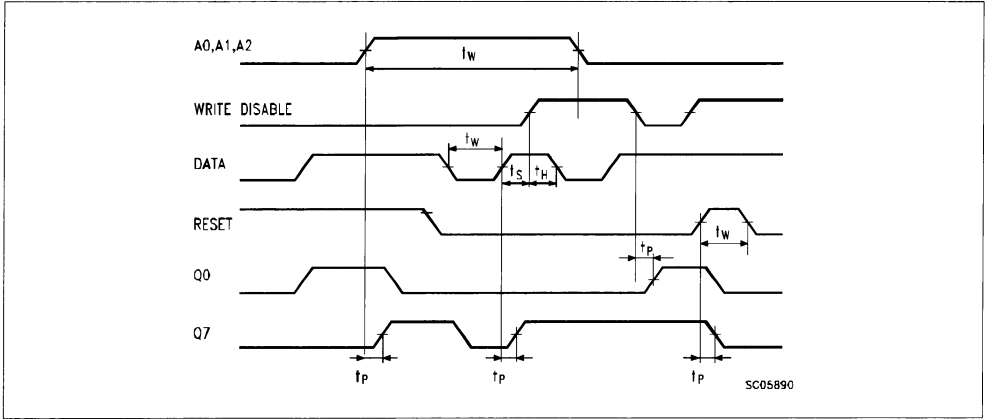 A0,A1,A2
tW
WRITE DISABLE
tW
DATA
tS tH
RESET
tW
tP
Q0
Q7
tP tP tP
SC05890